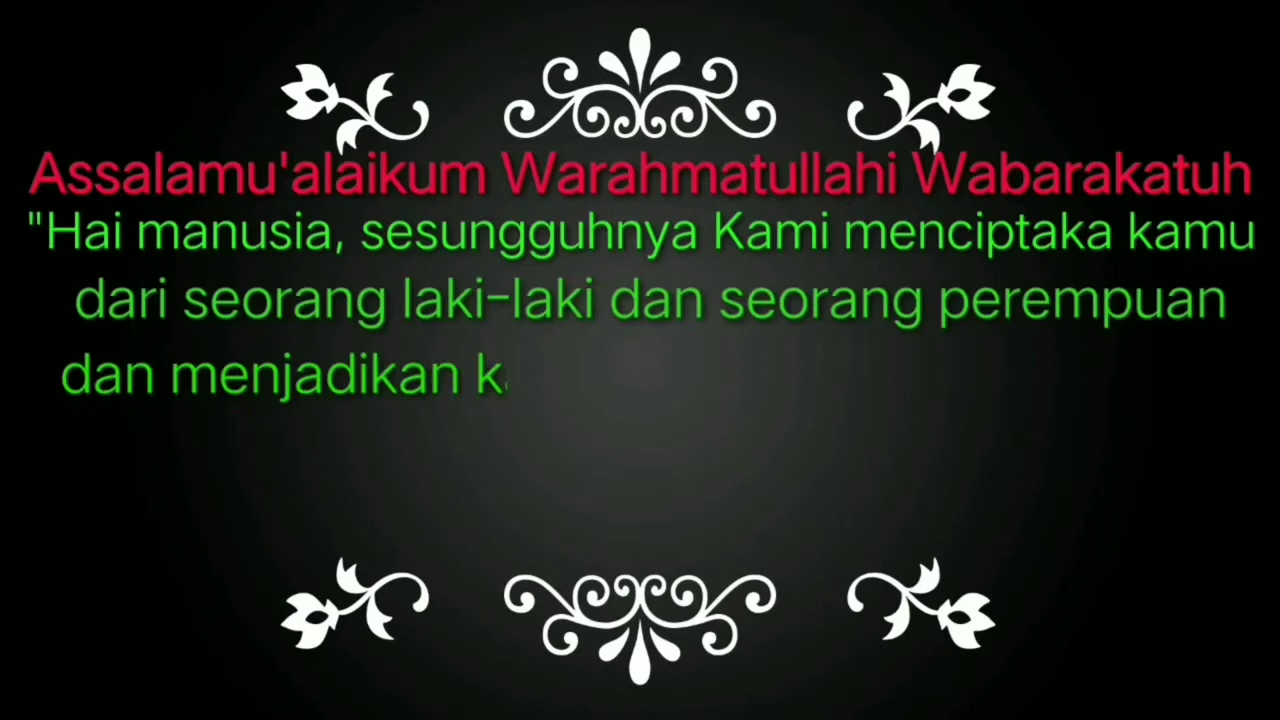 Assalamu'alaikum Warahmatullahi Wabarakatuh
"Hai manusia, sesungguhnya Kami menciptaka kamu
dari seorang laki-laki dan seorang perempuan
dan menjadikan